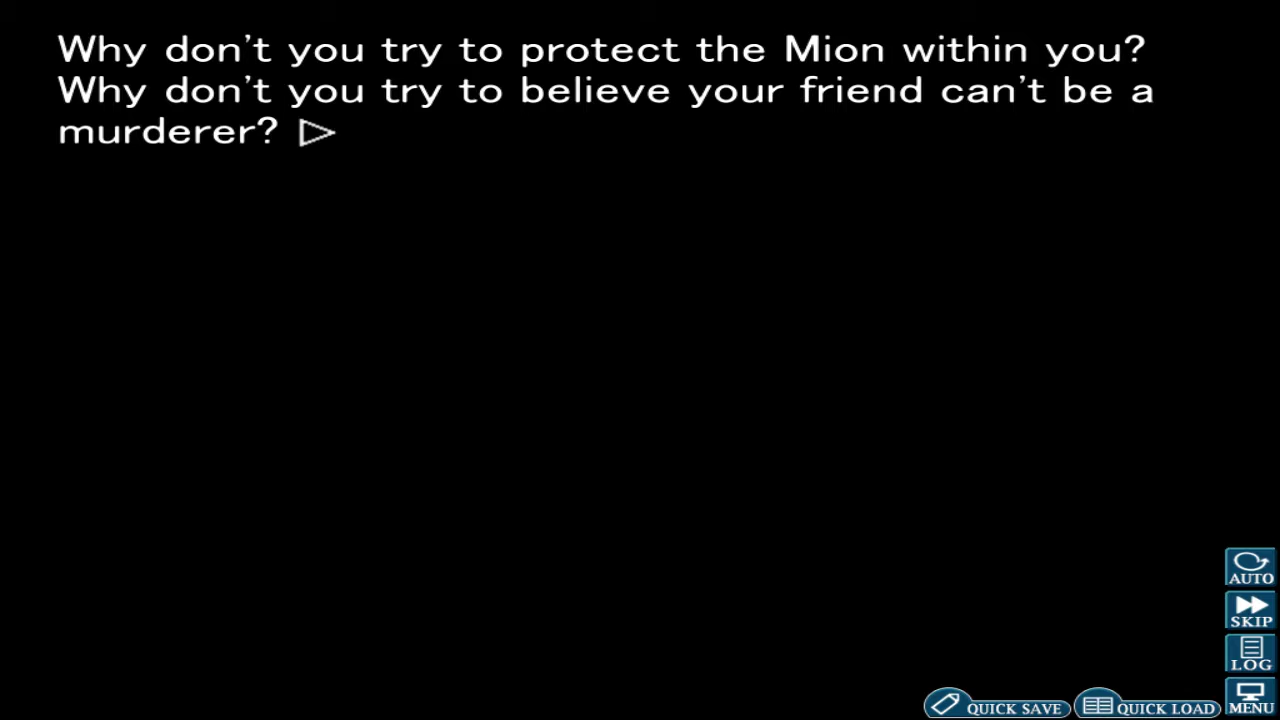 Why don't you try to protect the Mion within you?
Why don't you try to believe your friend can't be a
murderer?
AUTO
SKIP
LOG
MENU
QUICK SAVE
QUICK LOAD